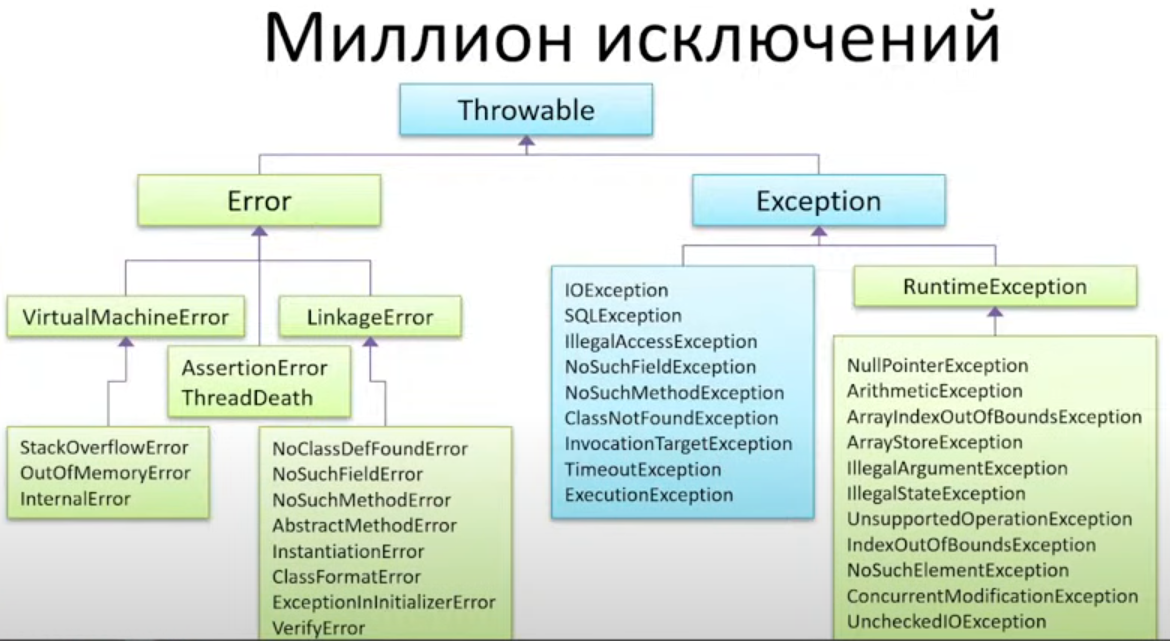 Миллион исключений
Throwable
Error
Exception
VirtualMachineError
LinkageError
AssertionError
ThreadDeath
StackOverflowError
OutOfMemoryError
InternalError
NoClassDefFoundError
NoSuchFieldError
NoSuchMethodError
AbstractMethodError
InstantiationError
ClassFormatError
ExceptionInInitializerError
VerifyError
IOException
SQLException
IllegalAccessException
NoSuchFieldException
NoSuchMethodException
ClassNotFoundException
InvocationTargetException
TimeoutException
ExecutionException
RuntimeException
NullPointerException
ArithmeticException
ArrayIndexOutOfBoundsException
ArrayStoreException
IllegalArgumentException
IllegalStateException
UnsupportedOperationException
IndexOutOfBoundsException
NoSuchElementException
ConcurrentModificationException
UncheckedIOException